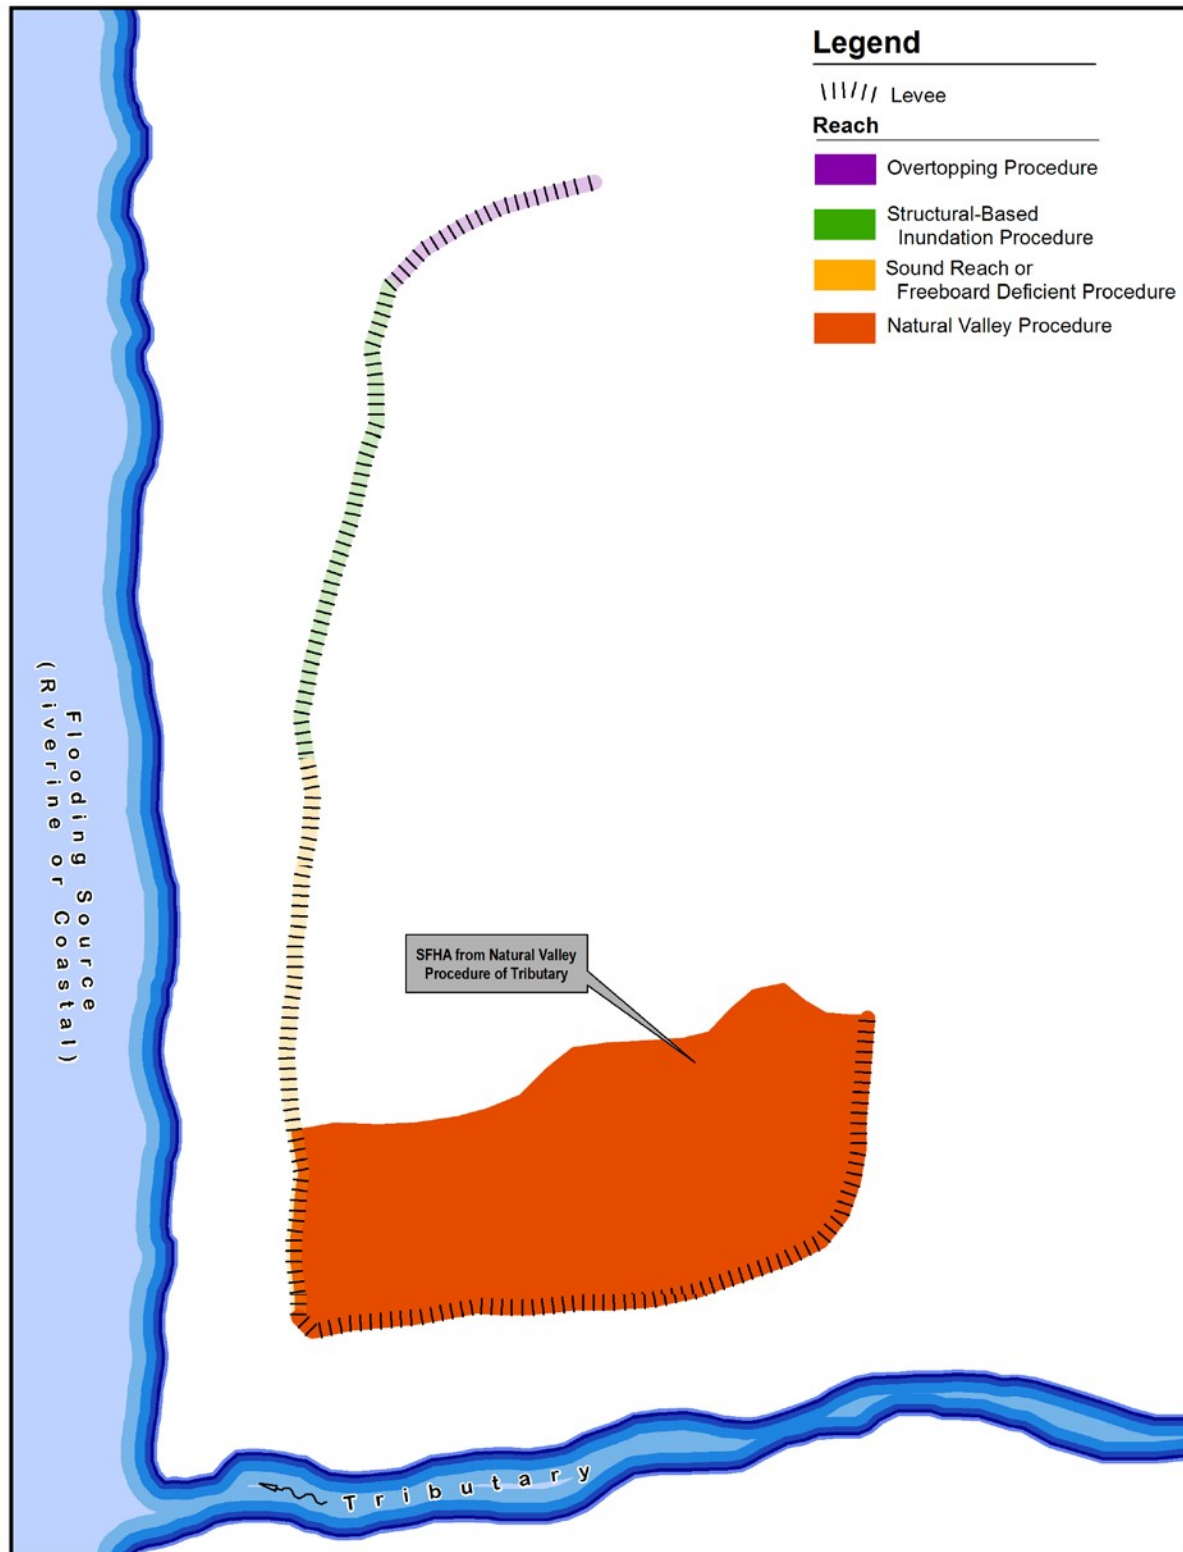 Legend
Levee
Reach
Overtopping Procedure
Structural-Based
Inundation Procedure
Sound Reach or
Freeboard Deficient Procedure
Natural Valley Procedure
Flooding Source
(Riverine or Coastal)
SFHA from Natural Valley
Procedure of Tributary
Tributary